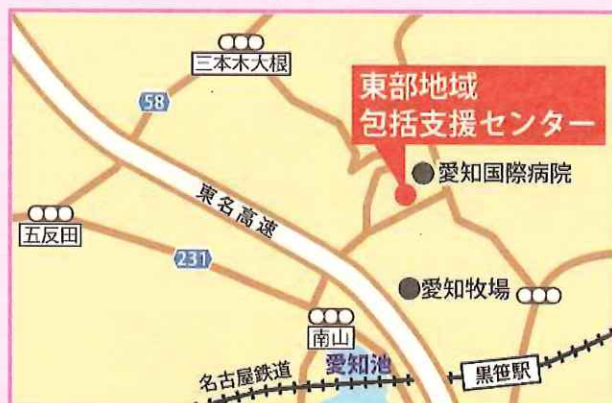 三本木大根
58
東部地域
包括支援センター
愛知国際病院
東名高速
五反田
231
愛知牧場
南山
愛知池
名古屋鉄道
黒笹駅